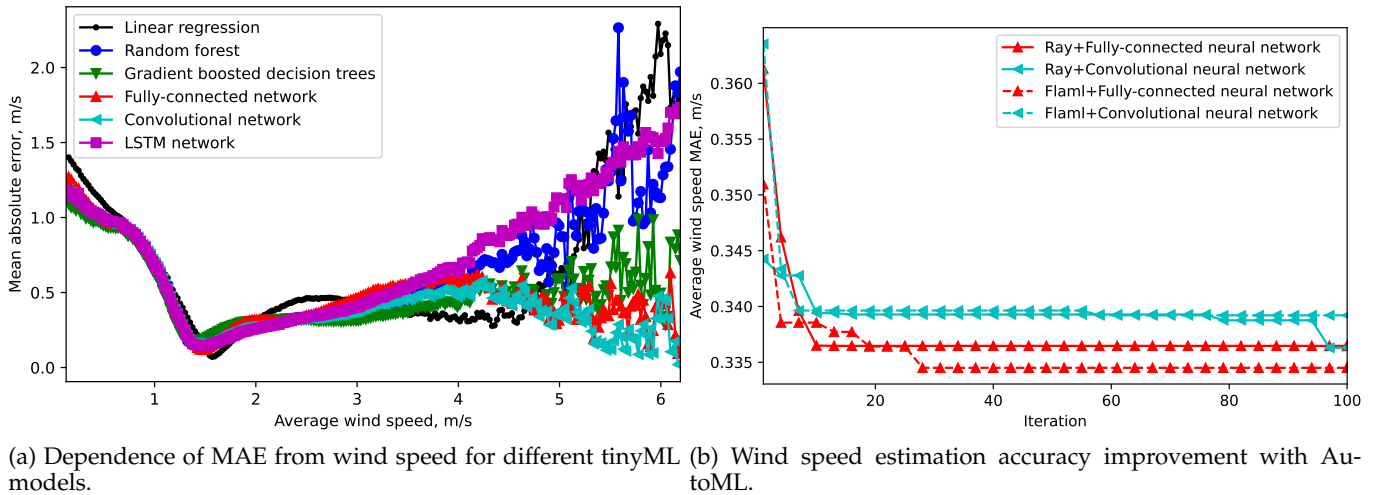 Linear regression
Random forest
Gradient boosted decision trees
Fully-connected network
Convolutional network
LSTM network
Mean absolute error, m/s
2.0
1.5
1.0
0.5
0.0
1 2 3 4 5 6
Average wind speed, m/s
(a) Dependence of MAE from wind speed for different tinyML
models.
Ray+Fully-connected neural network
Ray+Convolutional neural network
Flaml+Fully-connected neural network
Flaml+Convolutional neural network
Average wind speed MAE, m/s
0.360
0.355
0.350
0.345
0.340
0.335
20 40 60 80 100
Iteration
(b) Wind speed estimation accuracy improvement with Au-
toML.